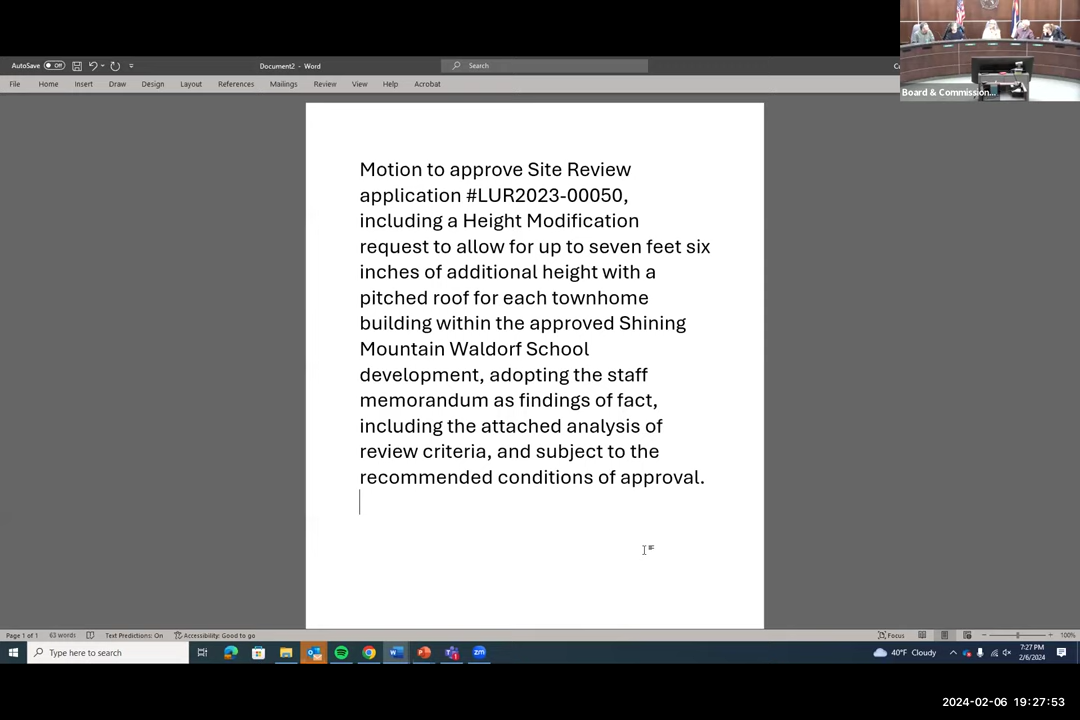 AutoSave Off
Document2 - Word
Search
File Home Insert Draw Design Layout References Mailings Review View Help Acrobat
Board & Commission...
Motion to approve Site Review
application #LUR2023-00050,
including a Height Modification
request to allow for up to seven feet six
inches of additional height with a
pitched roof for each townhome
building within the approved Shining
Mountain Waldorf School
development, adopting the staff
memorandum as findings of fact,
including the attached analysis of
review criteria, and subject to the
recommended conditions of approval.
Page 1 of 1 63 words Text Predictions: On Accessibility: Good to go Focus 100%
Type here to search
40°F Cloudy
7:27 PM
2/6/2024
2024-02-06 19:27:53